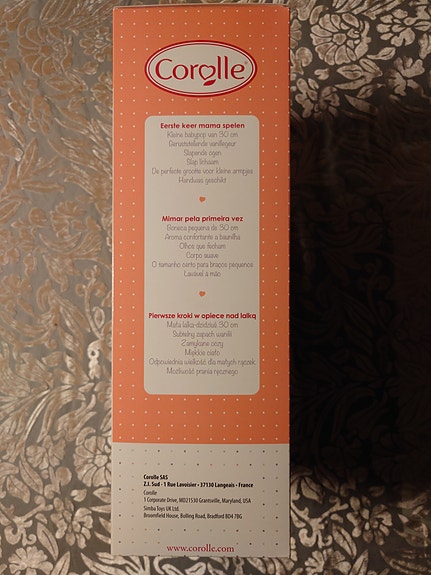 Corolle®
Eerste keer mama spelen
Kleine babypop van 30 cm
Geruststellende vanillegeur
Slapende ogen
Slap lichaam
De perfecte grootte voor kleine armpjes
Handwas geschikt
Mimar pela primeira vez
Boneca pequena de 30 cm
Aroma confortante a baunilha
Olhos que fecham
Corpo suave
O tamanho certo para braços pequenos
Lavável a mão
Pierwsze kroki w opiece nad lalką
Mała lalka-dzidziuś 30 cm
Subtelny zapach wanilii
Zamykane oczy
Miękkie ciało
Odpowiednia wielkość dla małych rączek
Możliwość prania ręcznego
Corolle SAS
Z.I. Sud - 1 Rue Lavoisier - 37130 Langeais - France
Corolle
1 Corporate Drive, MD21530 Grantsville, Maryland, USA
Simba Toys UK Ltd.
Broomfield House, Bolling Road, Bradford BD4 7BG
www.corolle.com